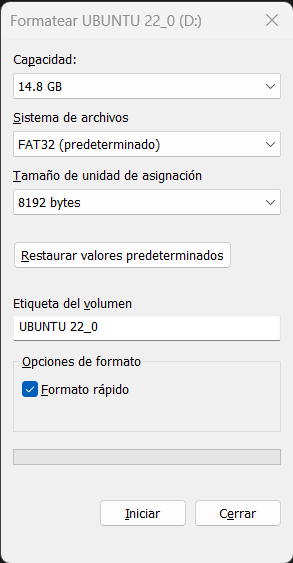 Formatear UBUNTU 22_0 (D:)
Capacidad:
14.8 GB
Sistema de archivos
FAT32 (predeterminado)
Tamaño de unidad de asignación
8192 bytes
Restaurar valores predeterminados
Etiqueta del volumen
UBUNTU 22_0
Opciones de formato
Formato rápido
Iniciar Cerrar